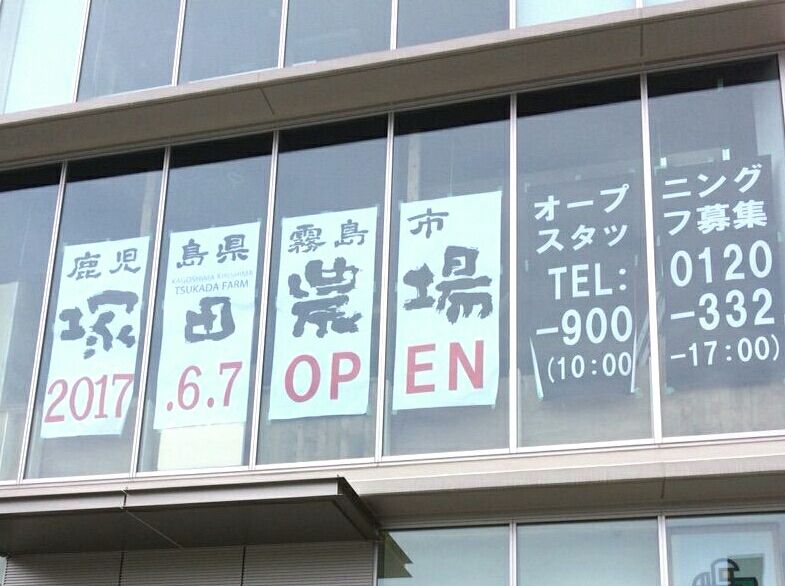 鹿児島県霧島市
KAGOSHIMA KIRISHIMA
TSUKADA FARM
塚田農場
2017.6.7 OPEN
オープニング
スタッフ募集
TEL:0120
-900-332
(10:00-17:00)